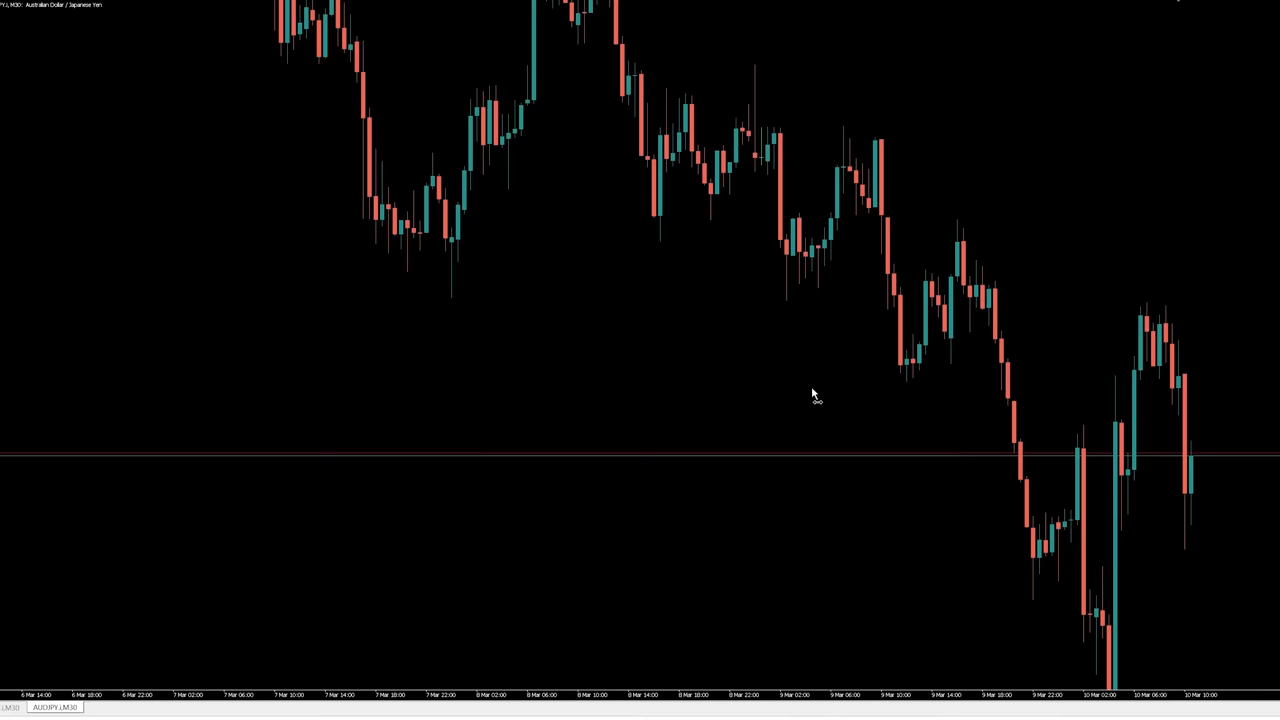 PY.i, M30: Australian Dollar / Japanese Yen
6 Mar 14:00 6 Mar 18:00 6 Mar 22:00 7 Mar 02:00 7 Mar 06:00 7 Mar 10:00 7 Mar 14:00 7 Mar 18:00 7 Mar 22:00 8 Mar 02:00 8 Mar 06:00 8 Mar 10:00 8 Mar 14:00 8 Mar 18:00 8 Mar 22:00 9 Mar 02:00 9 Mar 06:00 9 Mar 10:00 9 Mar 14:00 9 Mar 18:00 9 Mar 22:00 10 Mar 02:00 10 Mar 06:00 10 Mar 10:00
.i,M30 AUDJPY.i,M30